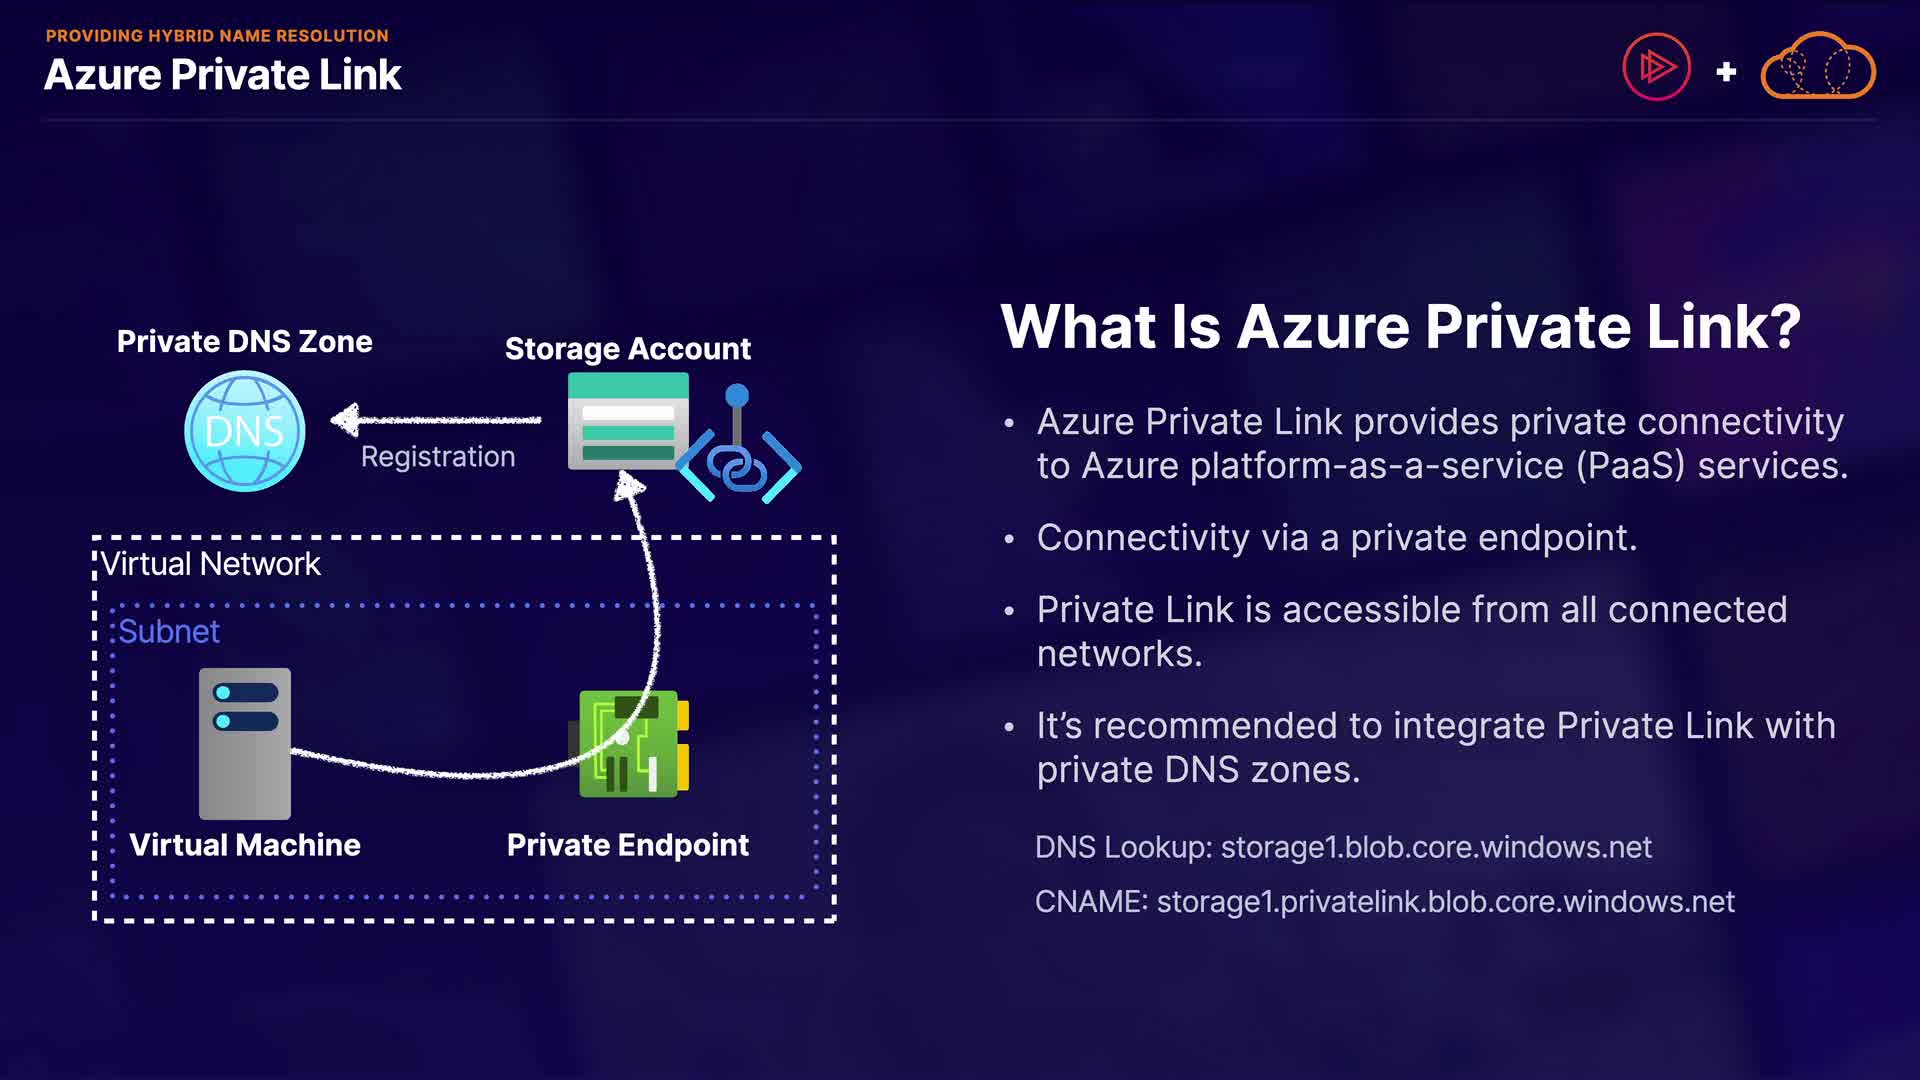 PROVIDING HYBRID NAME RESOLUTION
Azure Private Link
Private DNS Zone
Storage Account
DNS
Registration
Virtual Network
Subnet
Virtual Machine
Private Endpoint
What Is Azure Private Link?
• Azure Private Link provides private connectivity
to Azure platform-as-a-service (PaaS) services.
• Connectivity via a private endpoint.
• Private Link is accessible from all connected
networks.
• It’s recommended to integrate Private Link with
private DNS zones.
DNS Lookup: storage1.blob.core.windows.net
CNAME: storage1.privatelink.blob.core.windows.net